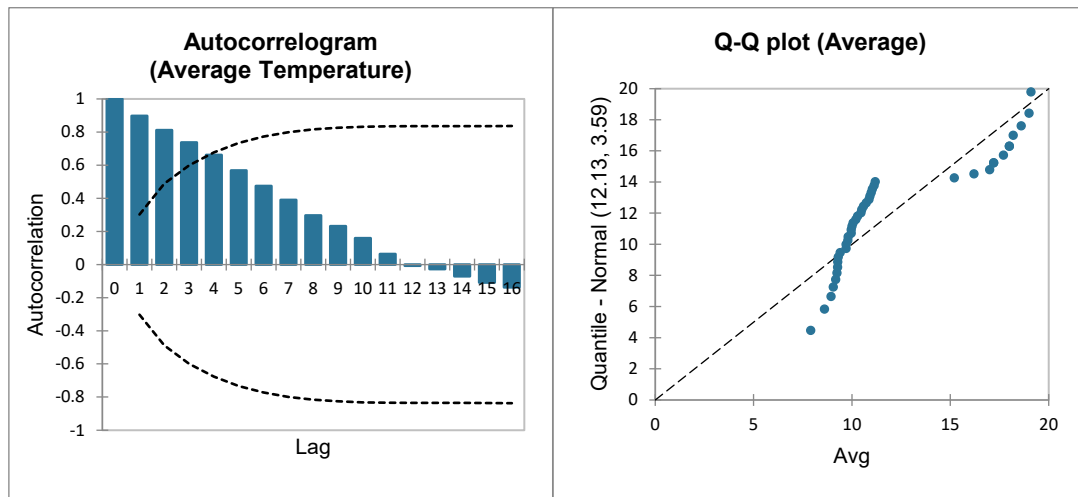 Autocorrelogram
(Average Temperature)
1
0.8
0.6
0.4
0.2
0
-0.2
-0.4
-0.6
-0.8
-1
0 1 2 3 4 5 6 7 8 9 10 11 12 13 14 15 16
Autocorrelation
Lag
Q-Q plot (Average)
20
18
16
14
12
10
8
6
4
2
0
0 5 10 15 20
Quantile - Normal (12.13, 3.59)
Avg